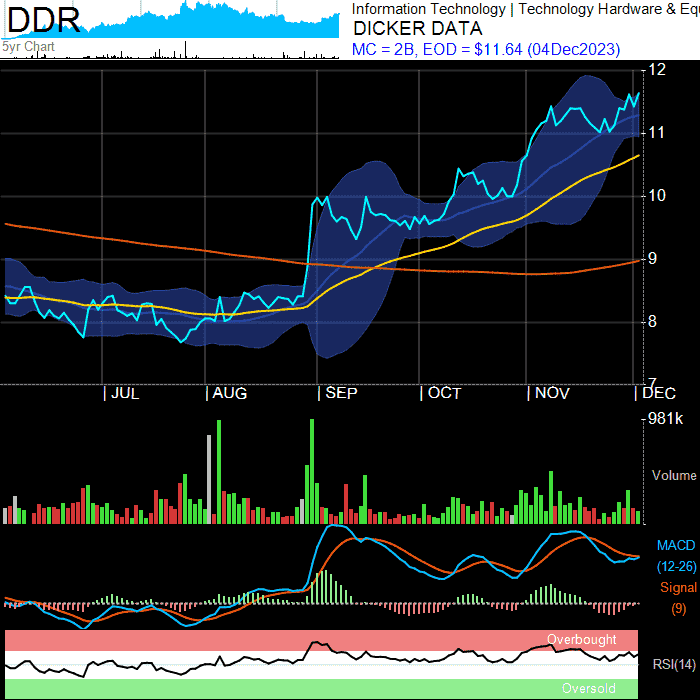 DDR
5yr Chart
Information Technology | Technology Hardware & Equ
DICKER DATA
MC = 2B, EOD = $11.64 (04Dec2023)
12
11
10
9
8
7
JUL
AUG
SEP
OCT
NOV
DEC
981k
Volume
MACD
(12-26)
Signal
(9)
Overbought
RSI(14)
Oversold